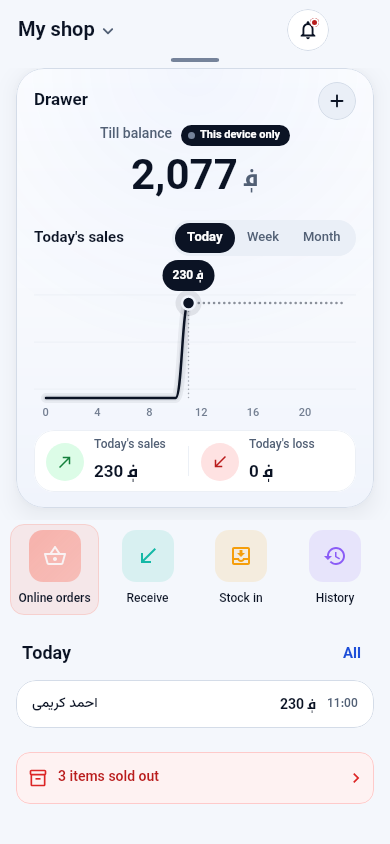 My shop
Drawer
Till balance
This device only
2,077 ؋
Today's sales
Today Week Month
230 ؋
0 4 8 12 16 20
Today's sales
230 ؋
Today's loss
0 ؋
Online orders
Receive
Stock in
History
Today
All
احمد کریمی
230 ؋ 11:00
3 items sold out